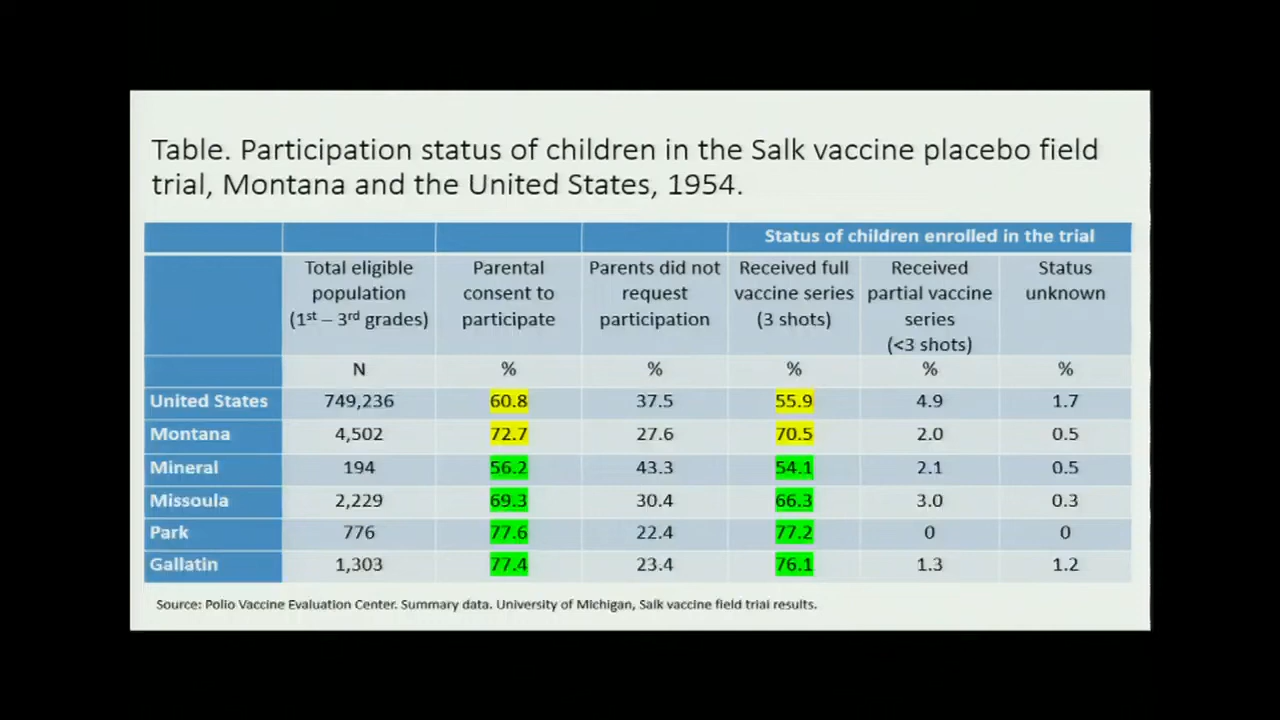 Table. Participation status of children in the Salk vaccine placebo field
trial, Montana and the United States, 1954.
Status of children enrolled in the trial
Total eligible population (1st – 3rd grades) Parental consent to participate Parents did not request participation Received full vaccine series (3 shots) Received partial vaccine series (<3 shots) Status unknown
N % % % % %
United States 749,236 60.8 37.5 55.9 4.9 1.7
Montana 4,502 72.7 27.6 70.5 2.0 0.5
Mineral 194 56.2 43.3 54.1 2.1 0.5
Missoula 2,229 69.3 30.4 66.3 3.0 0.3
Park 776 77.6 22.4 77.2 0 0
Gallatin 1,303 77.4 23.4 76.1 1.3 1.2
Source: Polio Vaccine Evaluation Center. Summary data. University of Michigan, Salk vaccine field trial results.